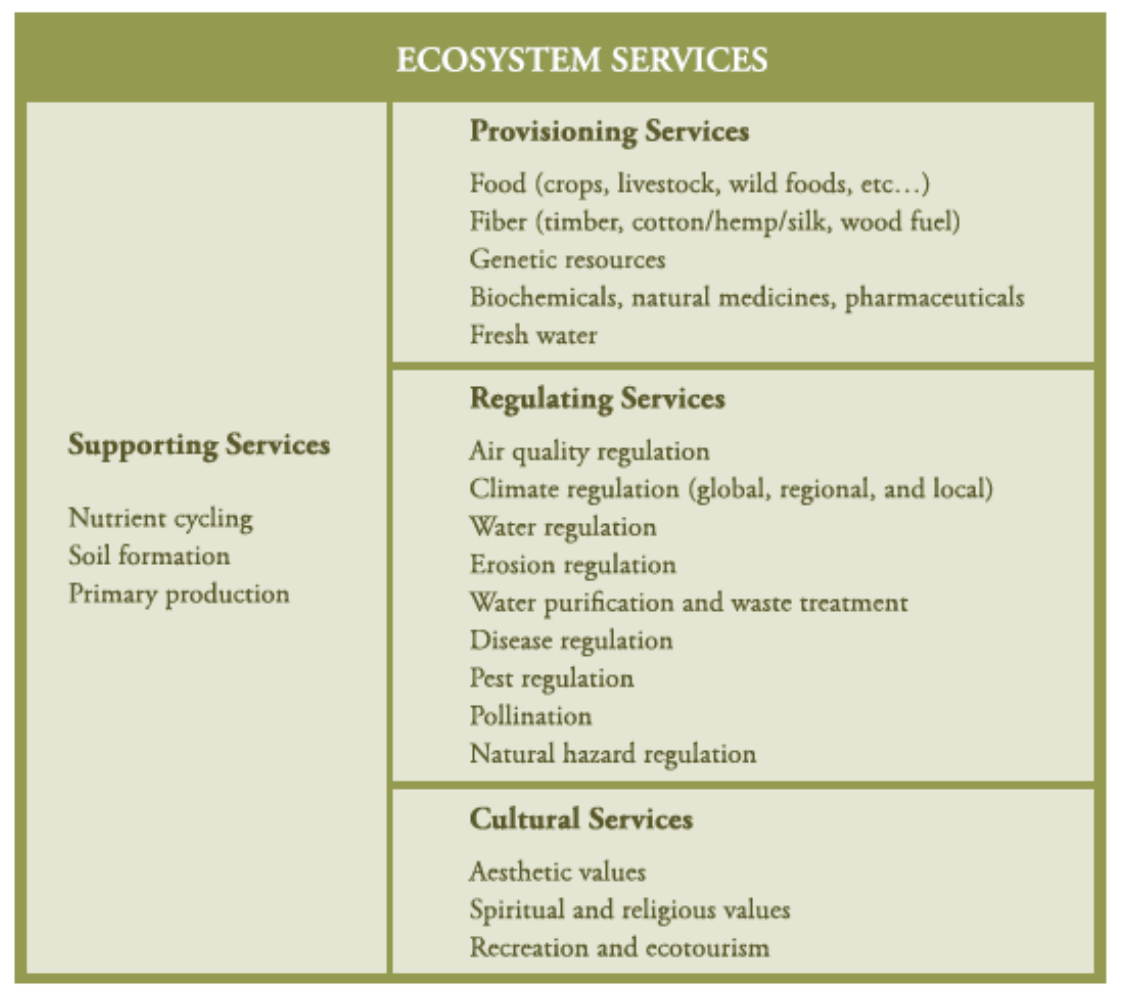 ECOSYSTEM SERVICES
Supporting Services
Nutrient cycling
Soil formation
Primary production
Provisioning Services
Food (crops, livestock, wild foods, etc…)
Fiber (timber, cotton/hemp/silk, wood fuel)
Genetic resources
Biochemicals, natural medicines, pharmaceuticals
Fresh water
Regulating Services
Air quality regulation
Climate regulation (global, regional, and local)
Water regulation
Erosion regulation
Water purification and waste treatment
Disease regulation
Pest regulation
Pollination
Natural hazard regulation
Cultural Services
Aesthetic values
Spiritual and religious values
Recreation and ecotourism